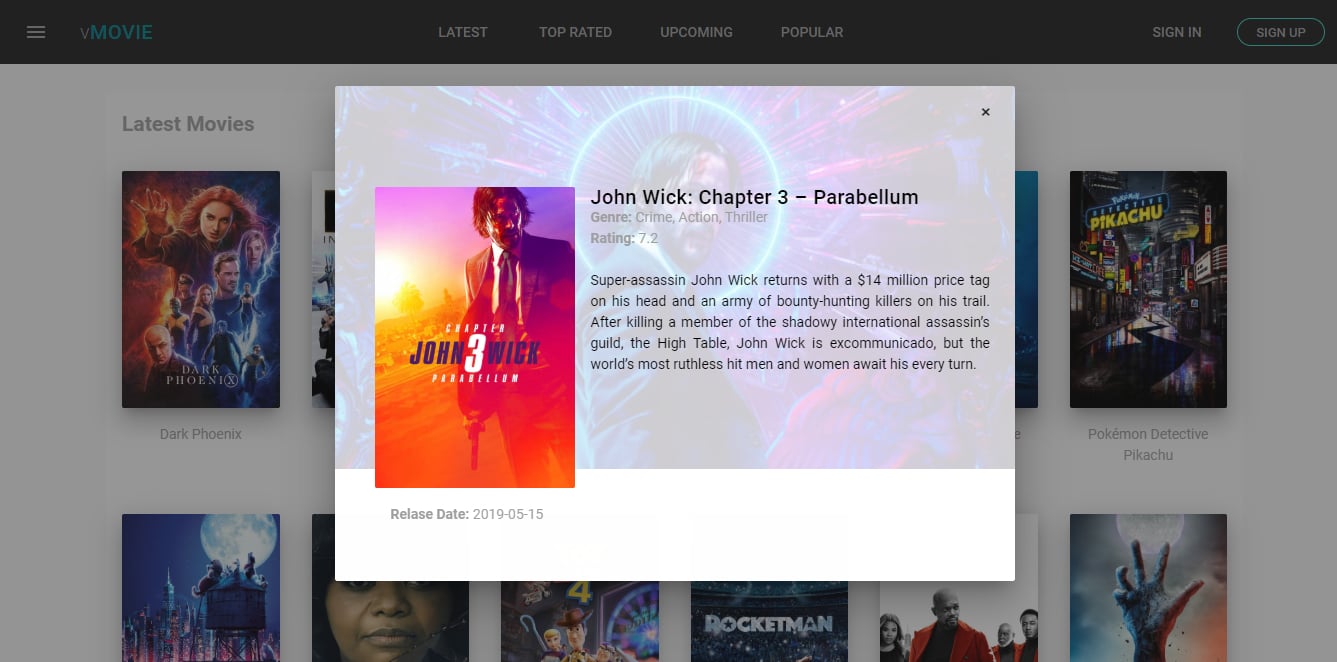 vMOVIE
LATEST
TOP RATED
UPCOMING
POPULAR
SIGN IN
SIGN UP
Latest Movies
×
John Wick: Chapter 3 – Parabellum
Genre: Crime, Action, Thriller
Rating: 7.2
Super-assassin John Wick returns with a $14 million price tag
on his head and an army of bounty-hunting killers on his trail.
After killing a member of the shadowy international assassin’s
guild, the High Table, John Wick is excommunicado, but the
world’s most ruthless hit men and women await his every turn.
CHAPTER
JOHN 3 WICK
PARABELLUM
Relase Date: 2019-05-15
DARK
PHOENIX
Dark Phoenix
POKÉMON
DETECTIVE
PIKACHU
Pokémon Detective
Pikachu
4
ROCKETMAN